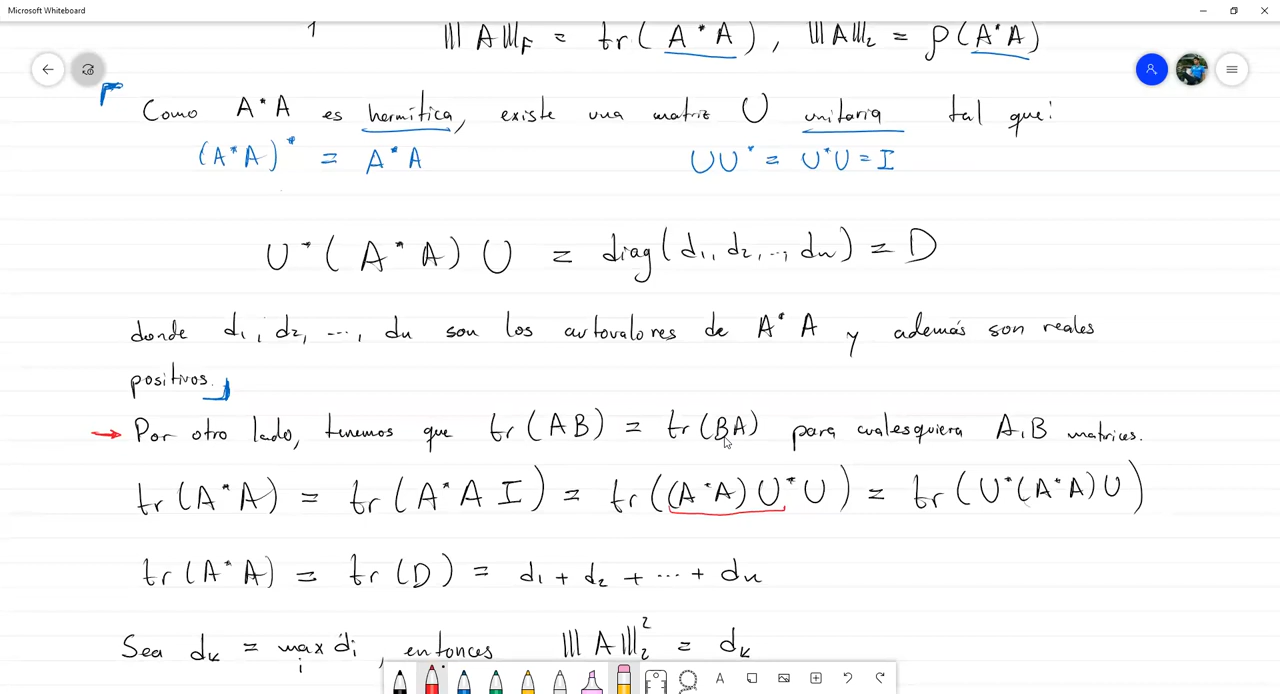 Microsoft Whiteboard
|||A|||_F = tr(A*A), |||A|||_2 = ρ(A*A)
Como A*A es hermítica, existe una matriz U unitaria tal que:
(A*A)* = A*A UU* = U*U = I
U*(A*A)U = diag(d1, d2, ..., dn) = D
donde d1, d2, ..., dn son los autovalores de A*A y además son reales
positivos.
→ Por otro lado, tenemos que tr(AB) = tr(BA) para cualesquiera A,B matrices.
tr(A*A) = tr(A*A I) = tr((A*A)U*U) = tr(U*(A*A)U)
tr(A*A) = tr(D) = d1 + d2 + ... + dn
Sea dk = max_i di, entonces |||A|||_2^2 = dk